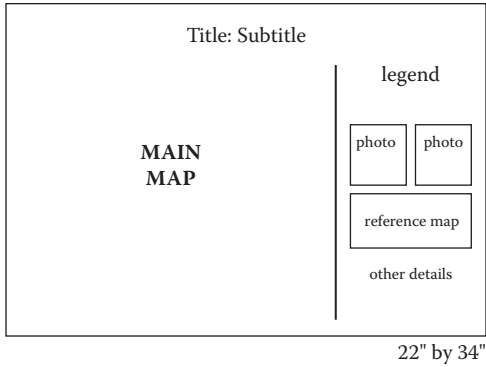 Title: Subtitle
MAIN
MAP
legend
photo
photo
reference map
other details
22" by 34"